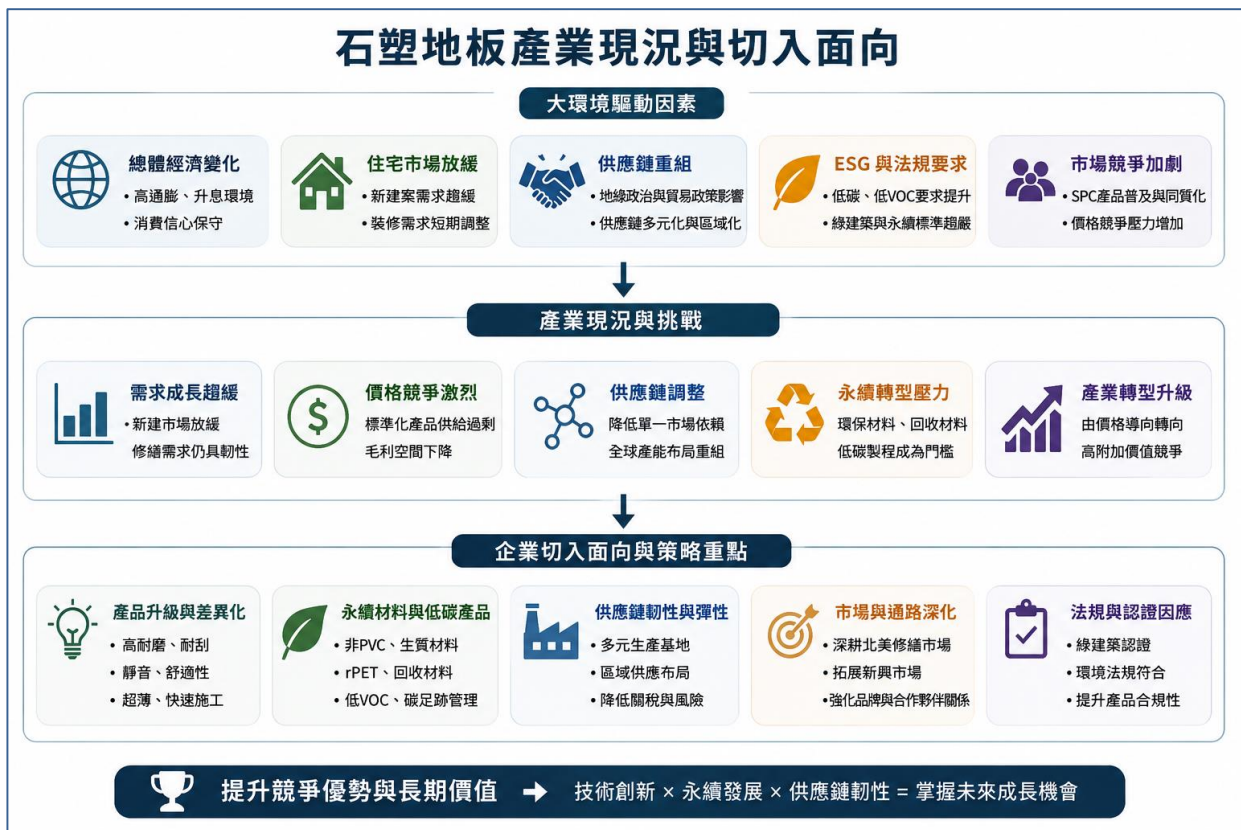 石塑地板產業現況與切入面向
大環境驅動因素
總體經濟變化
• 高通膨、升息環境
• 消費信心保守
住宅市場放緩
• 新建案需求趨緩
• 裝修需求短期調整
供應鏈重組
• 地緣政治與貿易政策影響
• 供應鏈多元化與區域化
ESG 與法規要求
• 低碳、低VOC要求提升
• 綠建築與永續標準趨嚴
市場競爭加劇
• SPC產品普及與同質化
• 價格競爭壓力增加
產業現況與挑戰
需求成長趨緩
• 新建市場放緩
修繕需求仍具韌性
價格競爭激烈
標準化產品供給過剩
毛利空間下降
供應鏈調整
降低單一市場依賴
全球產能布局重組
永續轉型壓力
環保材料、回收材料
低碳製程成為門檻
產業轉型升級
由價格導向轉向
高附加價值競爭
企業切入面向與策略重點
產品升級與差異化
• 高耐磨、耐刮
• 靜音、舒適性
• 超薄、快速施工
永續材料與低碳產品
• 非PVC、生質材料
• rPET、回收材料
• 低VOC、碳足跡管理
供應鏈韌性與彈性
• 多元生產基地
• 區域供應布局
• 降低關稅與風險
市場與通路深化
• 深耕北美修繕市場
• 拓展新興市場
• 強化品牌與合作夥伴關係
法規與認證因應
• 綠建築認證
• 環境法規符合
• 提升產品合規性
提升競爭優勢與長期價值 → 技術創新 × 永續發展 × 供應鏈韌性 = 掌握未來成長機會